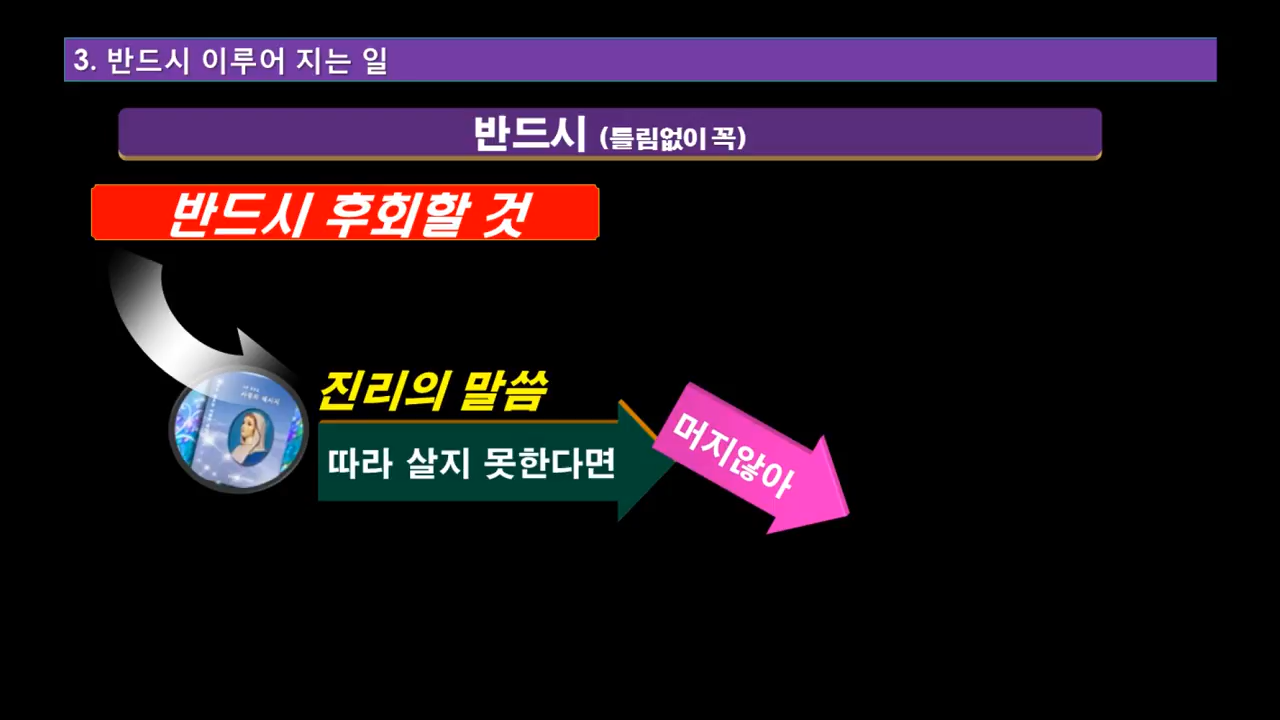 3. 반드시 이루어 지는 일
반드시 (틀림없이 꼭)
반드시 후회할 것
진리의 말씀
따라 살지 못한다면
머지않아